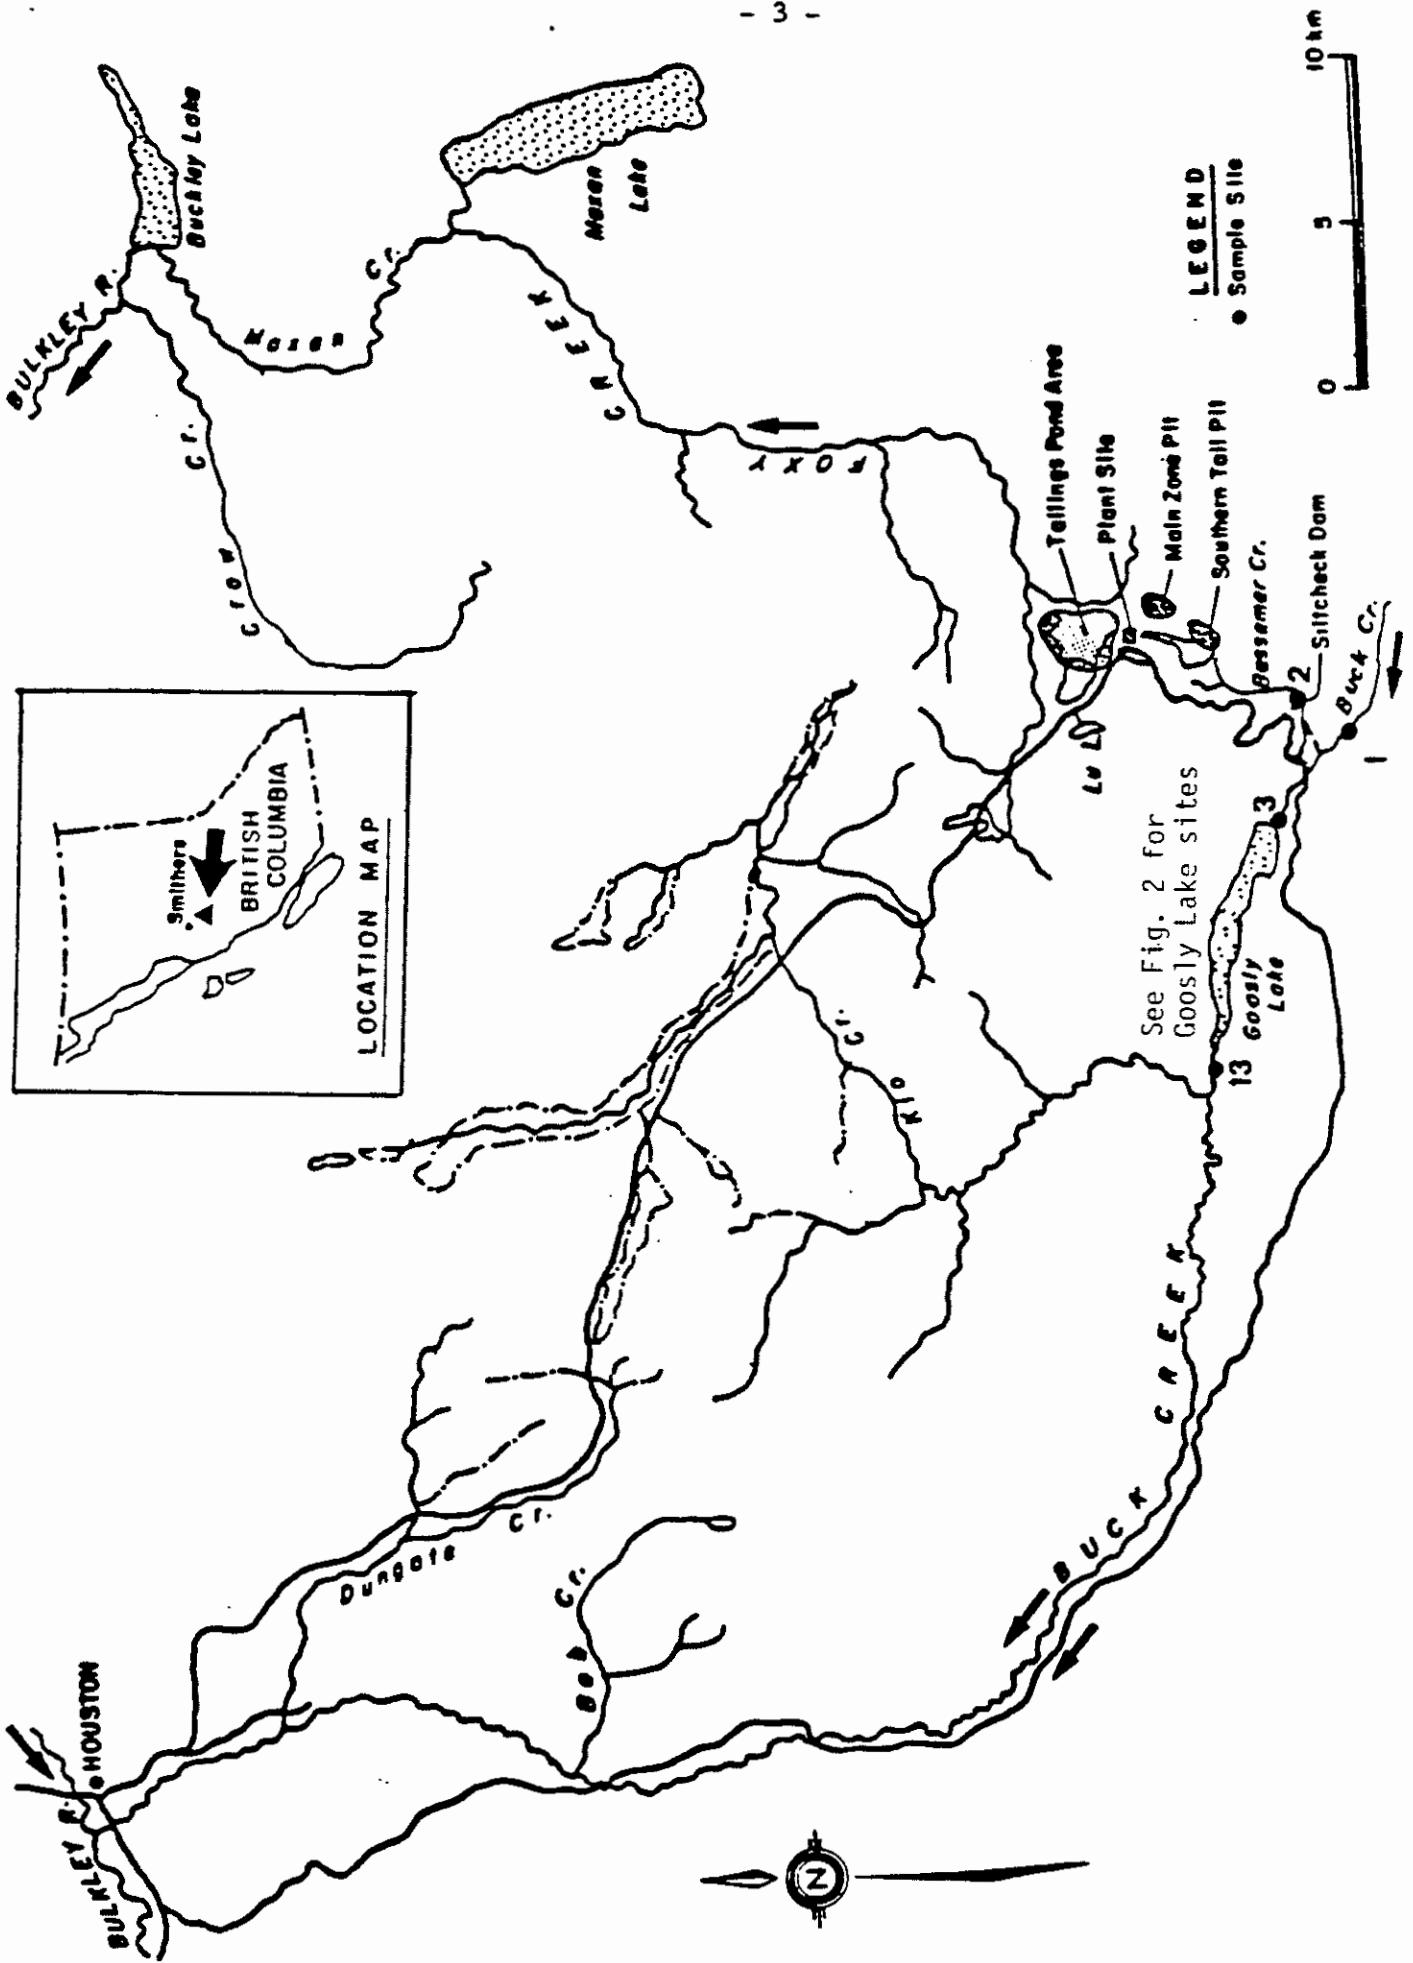 - 3 -
BULKLEY R.
HOUSTON
Dungate
Cr.
Bob Cr.
BUCK CREEK
Klo Cr.
LOCATION MAP
Smithers
BRITISH
COLUMBIA
BULKLEY R.
Buckley Lake
Crow Cr.
Maxan Cr.
Maxan
Lake
FOXY CREEK
Tailings Pond Area
Plant Site
Main Zone Pit
Southern Tail Pit
Bessemer Cr.
Siltcheck Dam
Buck Cr.
Lu L.
See Fig. 2 for
Goosly Lake sites
Goosly
Lake
1
2
3
13
N
LEGEND
● Sample Site
0 5 10 km